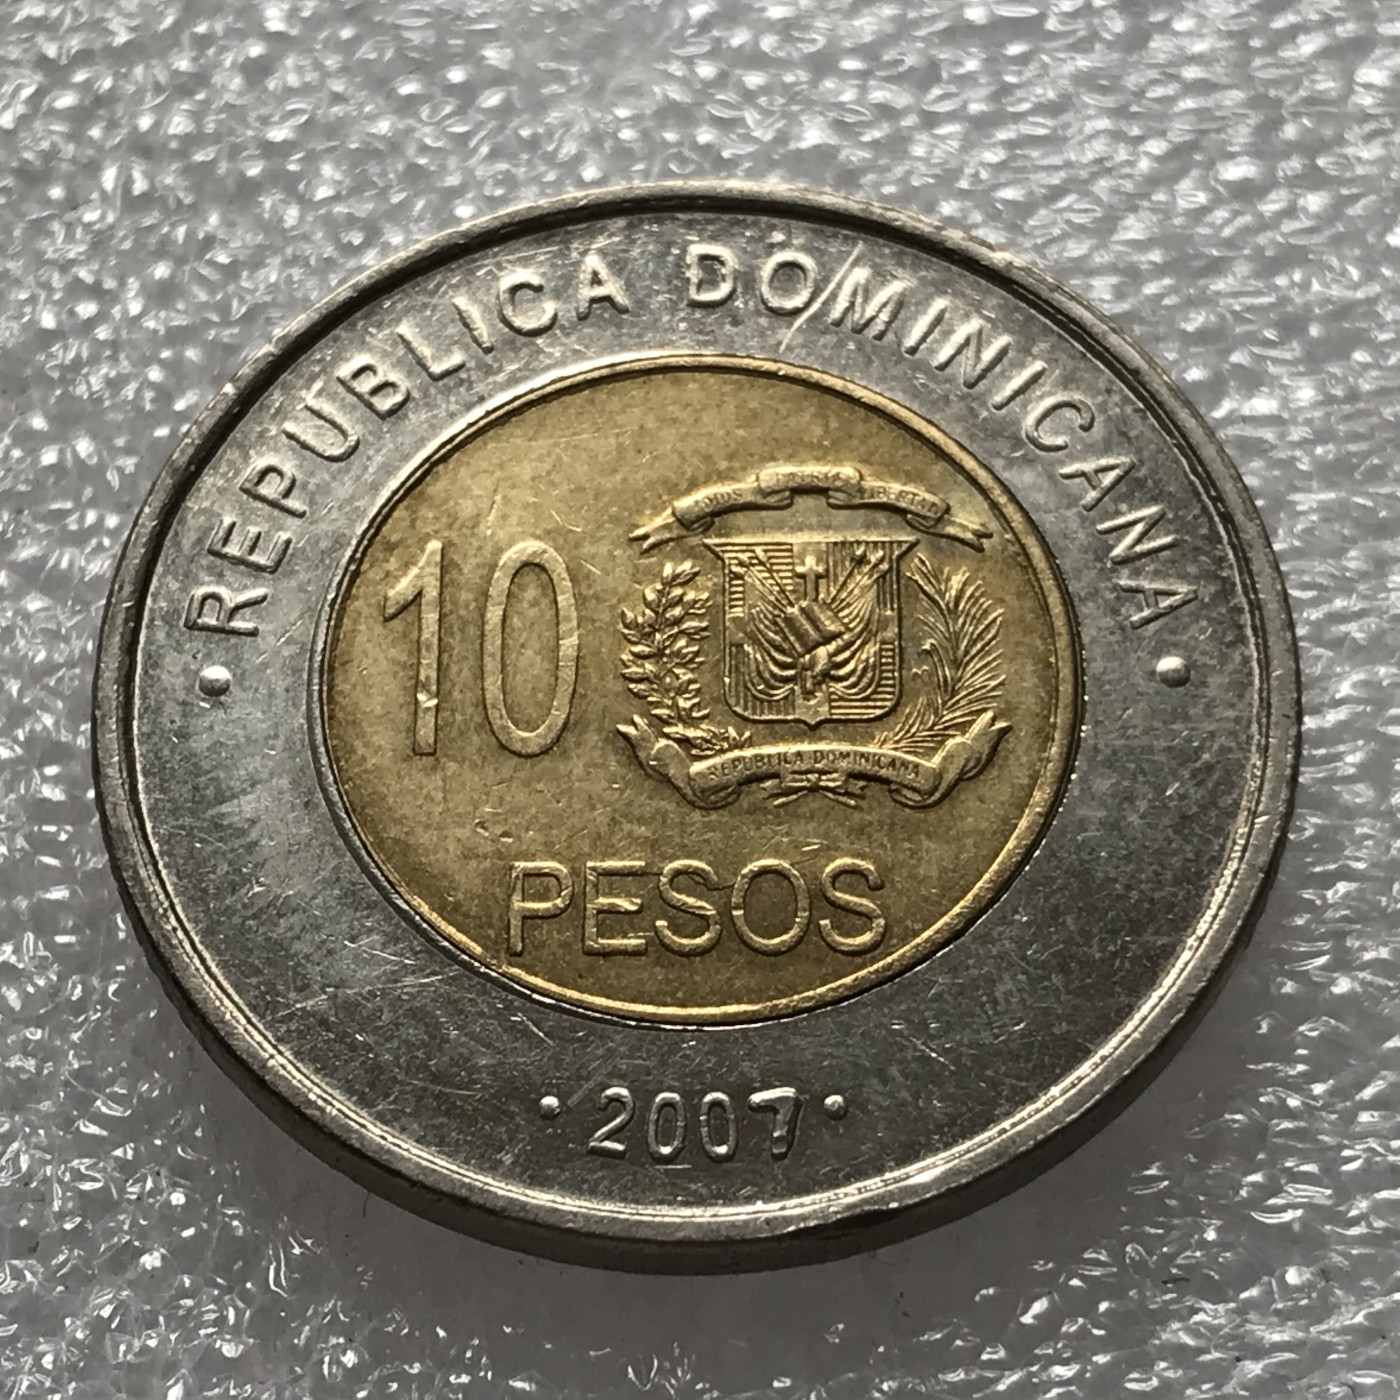 • REPUBLICA DOMINICANA •
DIOS PATRIA LIBERTAD
10
REPUBLICA DOMINICANA
PESOS
• 2007 •